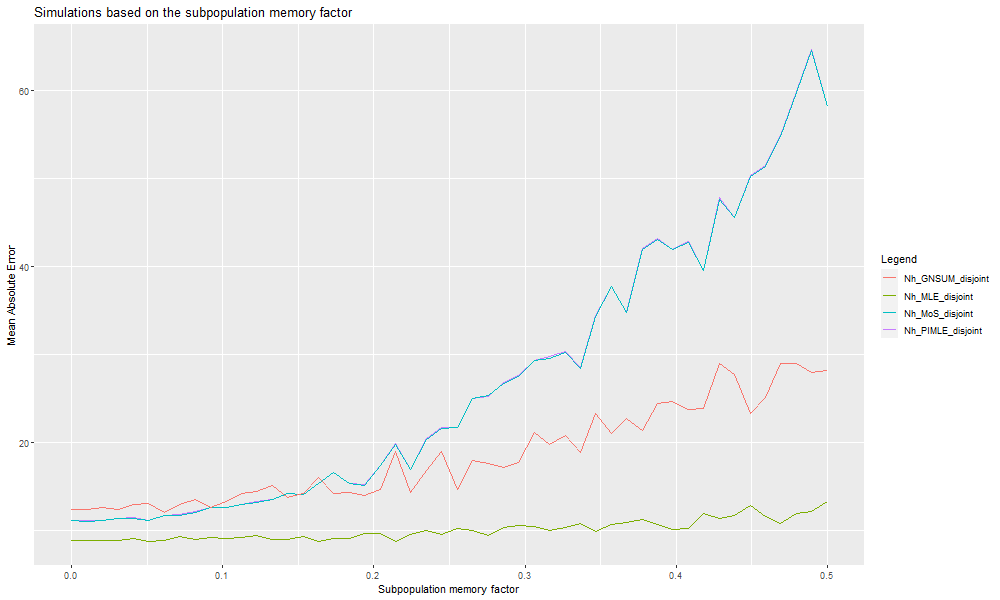 Simulations based on the subpopulation memory factor
60
40
20
Mean Absolute Error
0.0 0.1 0.2 0.3 0.4 0.5
Subpopulation memory factor
Legend
Nh_GNSUM_disjoint
Nh_MLE_disjoint
Nh_MoS_disjoint
Nh_PIMLE_disjoint